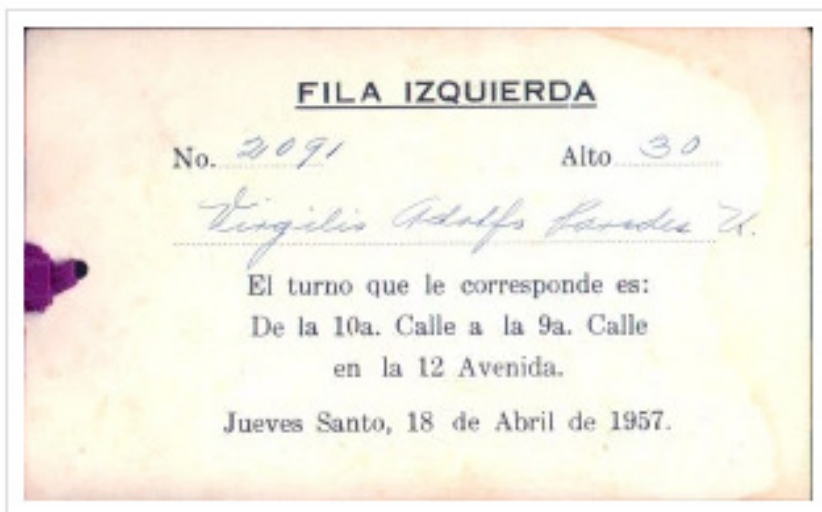 FILA IZQUIERDA
No. 2091 Alto 30
Virgilio Adolfo Paredes
El turno que le corresponde es:
De la 10a. Calle a la 9a. Calle
en la 12 Avenida.
Jueves Santo, 18 de Abril de 1957.